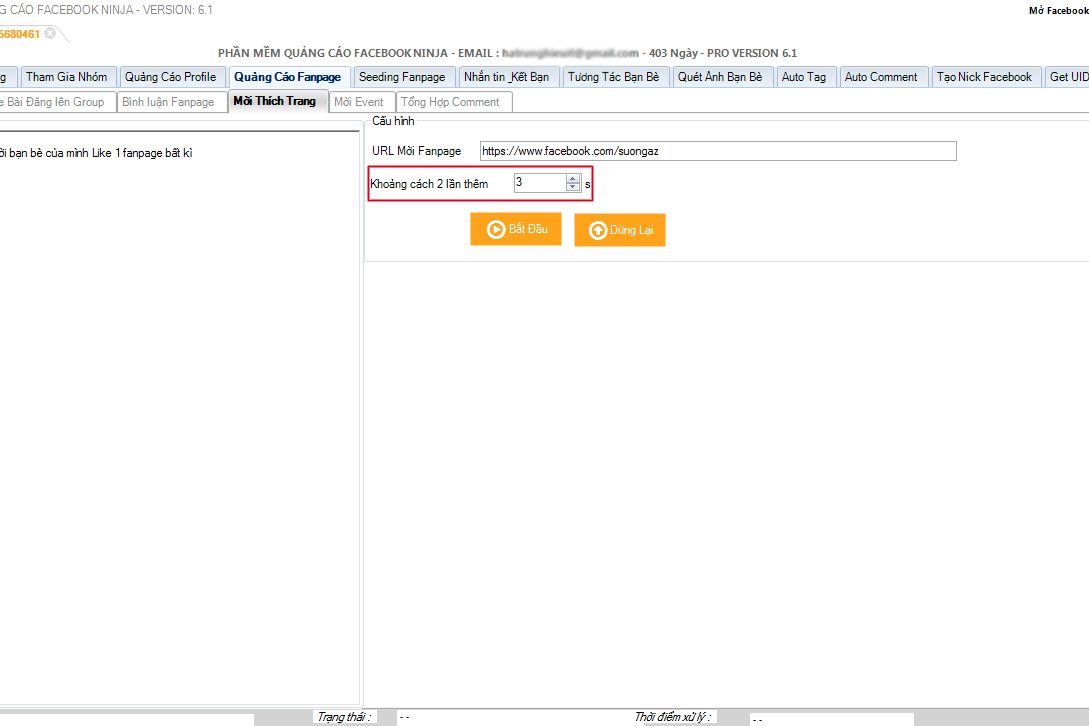 G CÁO FACEBOOK NINJA - VERSION: 6.1
Mở Facebook
5680461
PHẦN MỀM QUẢNG CÁO FACEBOOK NINJA - EMAIL : @gmail.com - 403 Ngày - PRO VERSION 6.1
g Tham Gia Nhóm Quảng Cáo Profile Quảng Cáo Fanpage Seeding Fanpage Nhắn tin _Kết Bạn Tương Tác Bạn Bè Quét Ảnh Bạn Bè Auto Tag Auto Comment Tạo Nick Facebook Get UID
e Bài Đăng lên Group Bình luận Fanpage Mời Thích Trang Mời Event Tổng Hợp Comment
Cấu hình
ời bạn bè của mình Like 1 fanpage bất kì
URL Mời Fanpage https://www.facebook.com/suongaz
Khoảng cách 2 lần thêm 3 s
Bắt Đầu Dừng Lại
Trạng thái : - - Thời điểm xử lý : - -